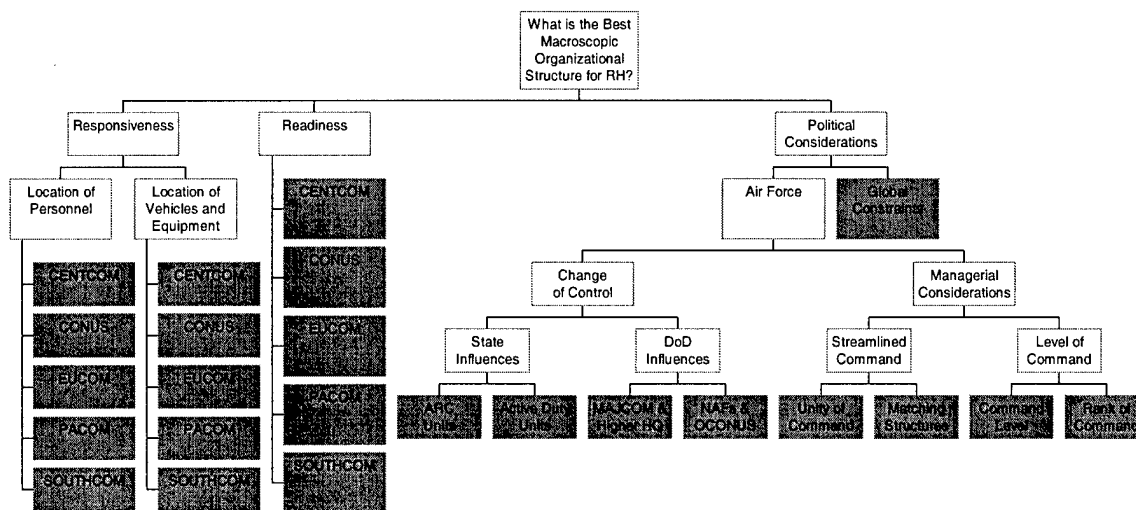 What is the Best
Macroscopic
Organizational
Structure for RH?
Responsiveness
Readiness
Political
Considerations
Location of
Personnel
Location of
Vehicles and
Equipment
Air Force
Global
Constraint
CENTCOM
CONUS
EUCOM
PACOM
SOUTHCOM
CENTCOM
CONUS
EUCOM
PACOM
SOUTHCOM
CENTCOM
CONUS
EUCOM
PACOM
SOUTHCOM
Change
of Control
Managerial
Considerations
State
Influences
DoD
Influences
Streamlined
Command
Level of
Command
ARC
Units
Active Duty
Units
MAJCOM &
Higher HQ
NAFs &
OCONUS
Unity of
Command
Matching
Structures
Command
Level
Rank of
Command